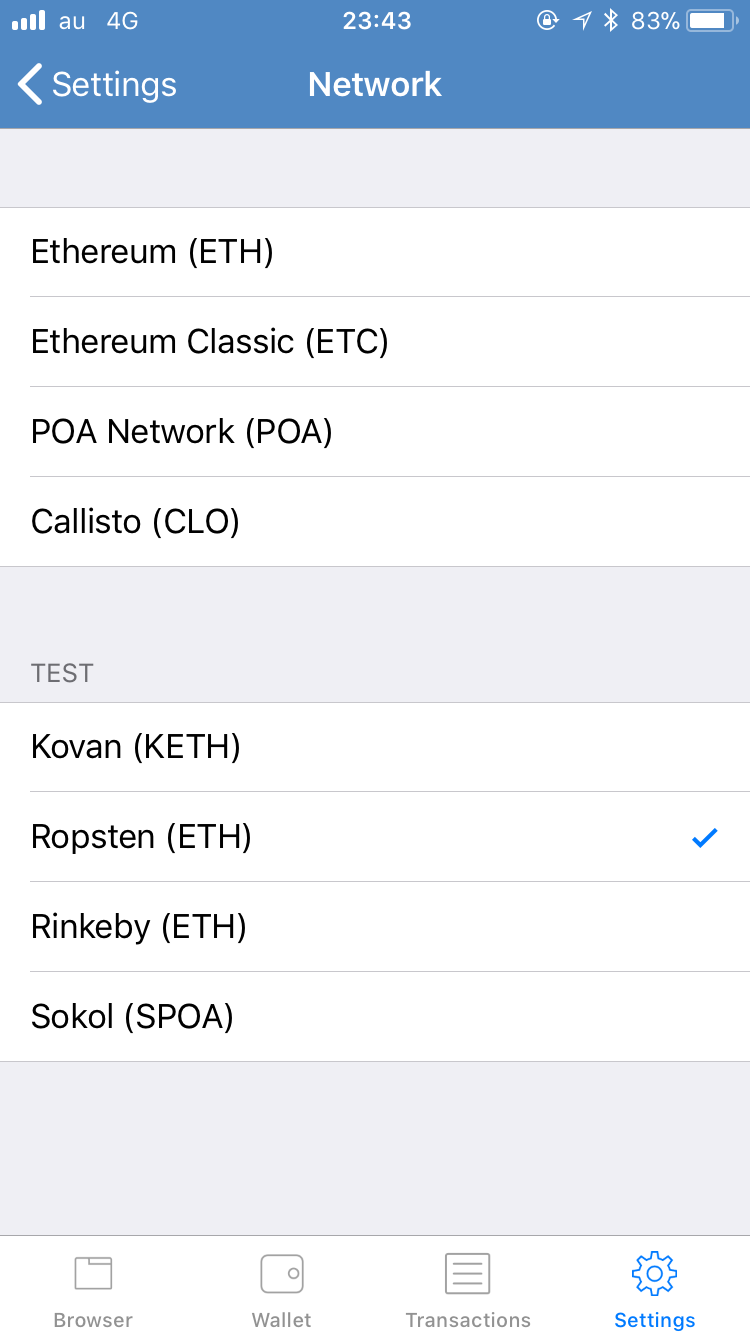 au 4G 23:43 83%
Settings Network
Ethereum (ETH)
Ethereum Classic (ETC)
POA Network (POA)
Callisto (CLO)
TEST
Kovan (KETH)
Ropsten (ETH)
Rinkeby (ETH)
Sokol (SPOA)
Browser Wallet Transactions Settings